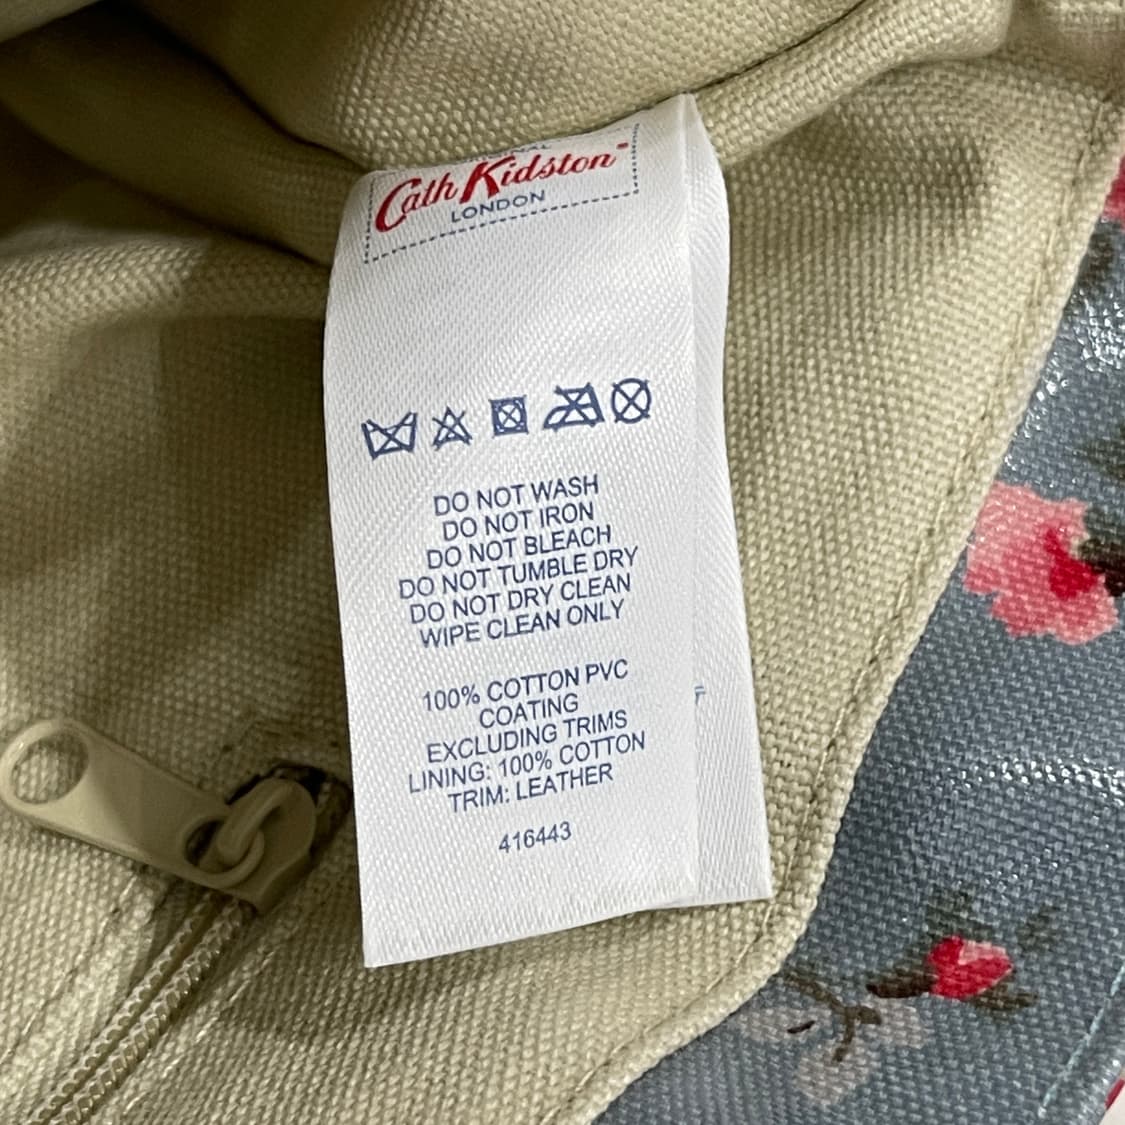 Cath Kidston
LONDON
DO NOT WASH
DO NOT IRON
DO NOT BLEACH
DO NOT TUMBLE DRY
DO NOT DRY CLEAN
WIPE CLEAN ONLY
100% COTTON PVC
COATING
EXCLUDING TRIMS
LINING: 100% COTTON
TRIM: LEATHER
416443